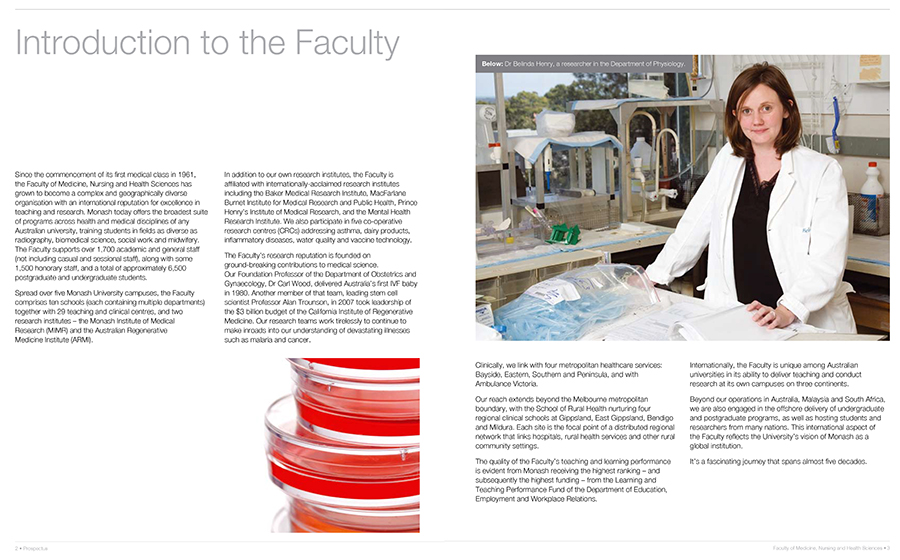 Introduction to the Faculty
Since the commencement of its first medical class in 1961,
the Faculty of Medicine, Nursing and Health Sciences has
grown to become a complex and geographically diverse
organisation with an international reputation for excellence in
teaching and research. Monash today offers the broadest suite
of programs across health and medical disciplines of any
Australian university, training students in fields as diverse as
radiography, biomedical science, social work and midwifery.
The Faculty supports over 1,700 academic and general staff
(not including casual and sessional staff), along with some
1,500 honorary staff, and a total of approximately 6,500
postgraduate and undergraduate students.
Spread over five Monash University campuses, the Faculty
comprises ten schools (each containing multiple departments)
together with 29 teaching and clinical centres, and two
research institutes – the Monash Institute of Medical
Research (MIMR) and the Australian Regenerative
Medicine Institute (ARMI).
In addition to our own research institutes, the Faculty is
affiliated with internationally-acclaimed research institutes
including the Baker Medical Research Institute, MacFarlane
Burnet Institute for Medical Research and Public Health, Prince
Henry's Institute of Medical Research, and the Mental Health
Research Institute. We also participate in five co-operative
research centres (CRCs) addressing asthma, dairy products,
inflammatory diseases, water quality and vaccine technology.
The Faculty's research reputation is founded on
ground-breaking contributions to medical science.
Our Foundation Professor of the Department of Obstetrics and
Gynaecology, Dr Carl Wood, delivered Australia's first IVF baby
in 1980. Another member of that team, leading stem cell
scientist Professor Alan Trounson, in 2007 took leadership of
the $3 billion budget of the California Institute of Regenerative
Medicine. Our research teams work tirelessly to continue to
make inroads into our understanding of devastating illnesses
such as malaria and cancer.
Below: Dr Belinda Henry, a researcher in the Department of Physiology.
Clinically, we link with four metropolitan healthcare services:
Bayside, Eastern, Southern and Peninsula, and with
Ambulance Victoria.
Our reach extends beyond the Melbourne metropolitan
boundary, with the School of Rural Health nurturing four
regional clinical schools at Gippsland, East Gippsland, Bendigo
and Mildura. Each site is the focal point of a distributed regional
network that links hospitals, rural health services and other rural
community settings.
The quality of the Faculty's teaching and learning performance
is evident from Monash receiving the highest ranking – and
subsequently the highest funding – from the Learning and
Teaching Performance Fund of the Department of Education,
Employment and Workplace Relations.
Internationally, the Faculty is unique among Australian
universities in its ability to deliver teaching and conduct
research at its own campuses on three continents.
Beyond our operations in Australia, Malaysia and South Africa,
we are also engaged in the offshore delivery of undergraduate
and postgraduate programs, as well as hosting students and
researchers from many nations. This international aspect of
the Faculty reflects the University's vision of Monash as a
global institution.
It's a fascinating journey that spans almost five decades.
2 • Prospectus
Faculty of Medicine, Nursing and Health Sciences • 3